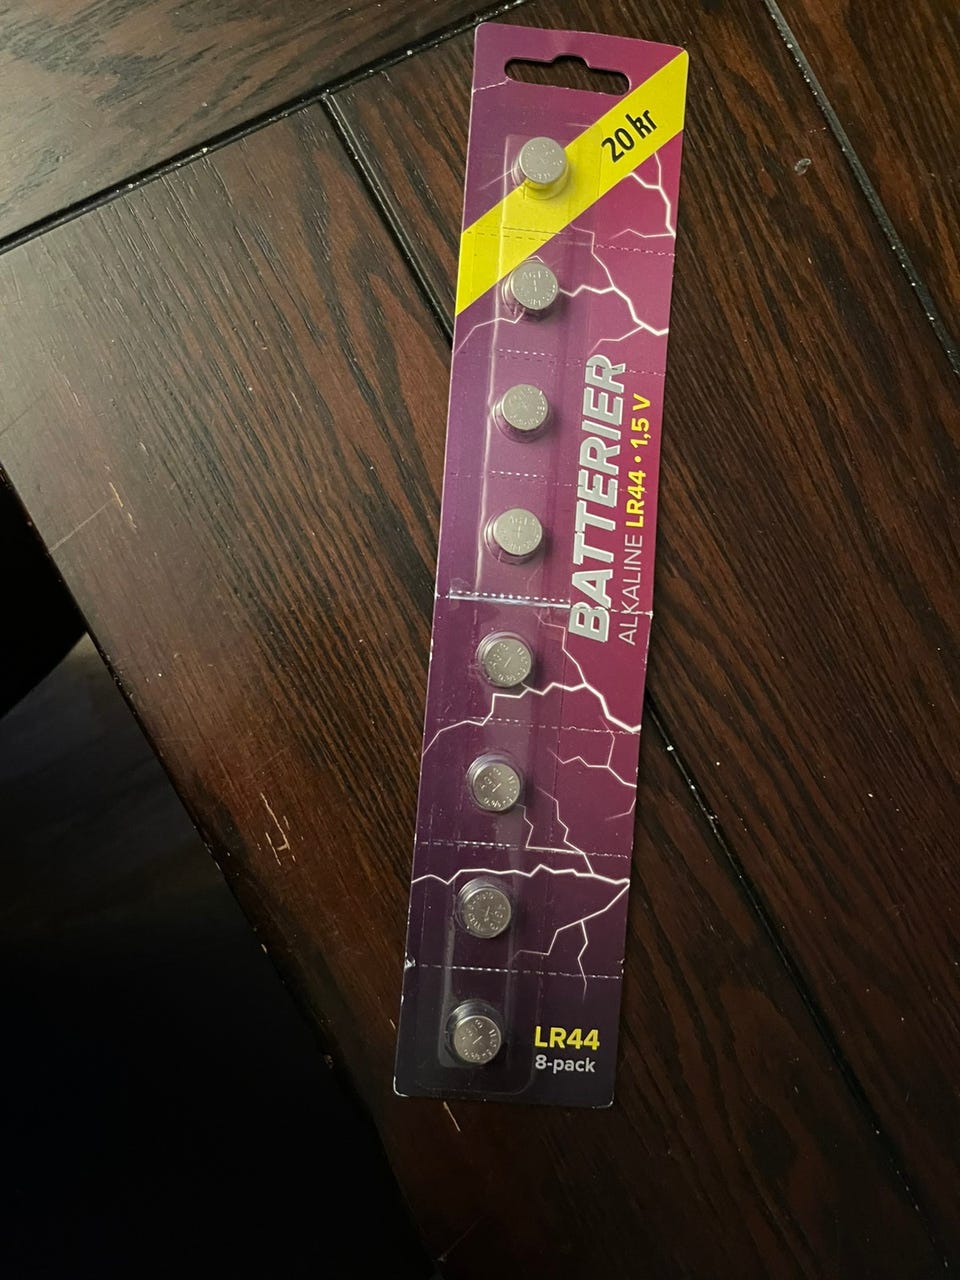 20 kr
BATTERIER
ALKALINE LR44 • 1,5 V
LR44
8-pack